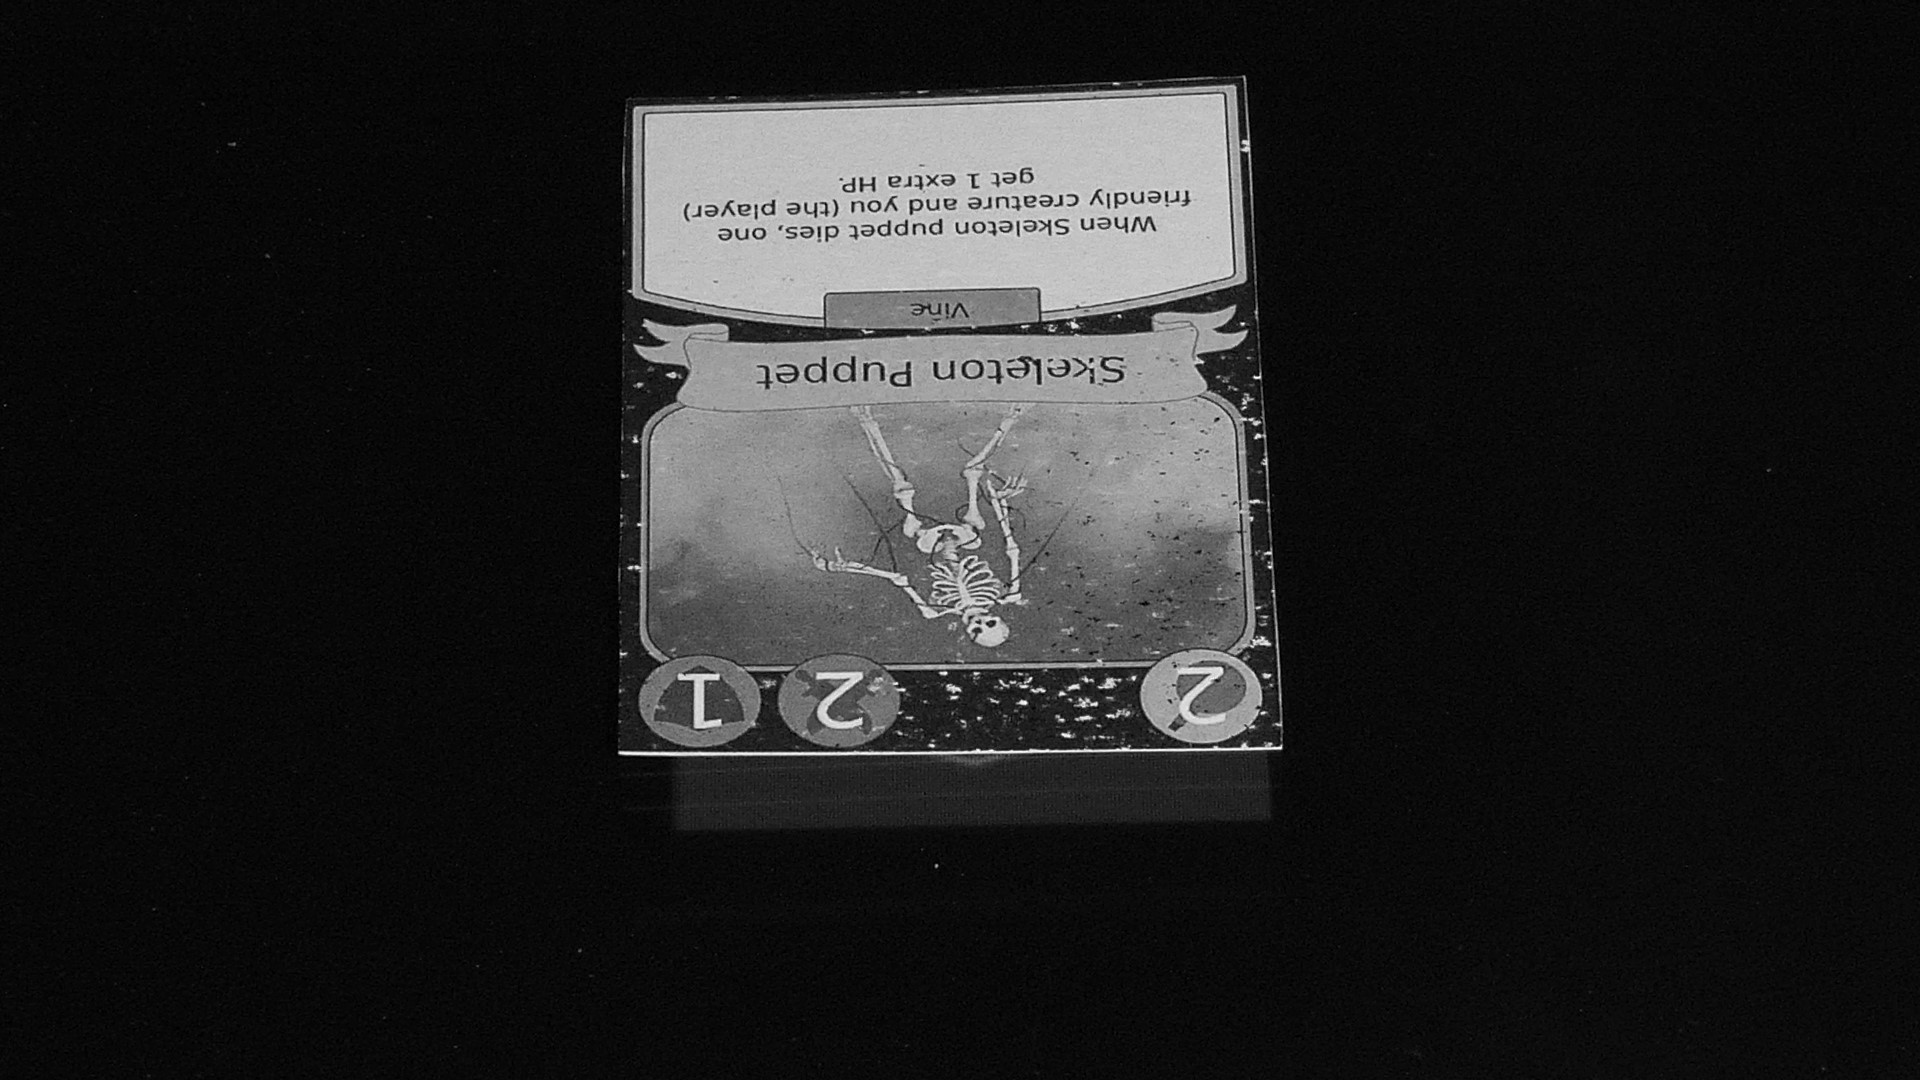 2 2 1
Skeleton Puppet
Vine
When Skeleton puppet dies, one
friendly creature and you (the player)
get 1 extra HP.